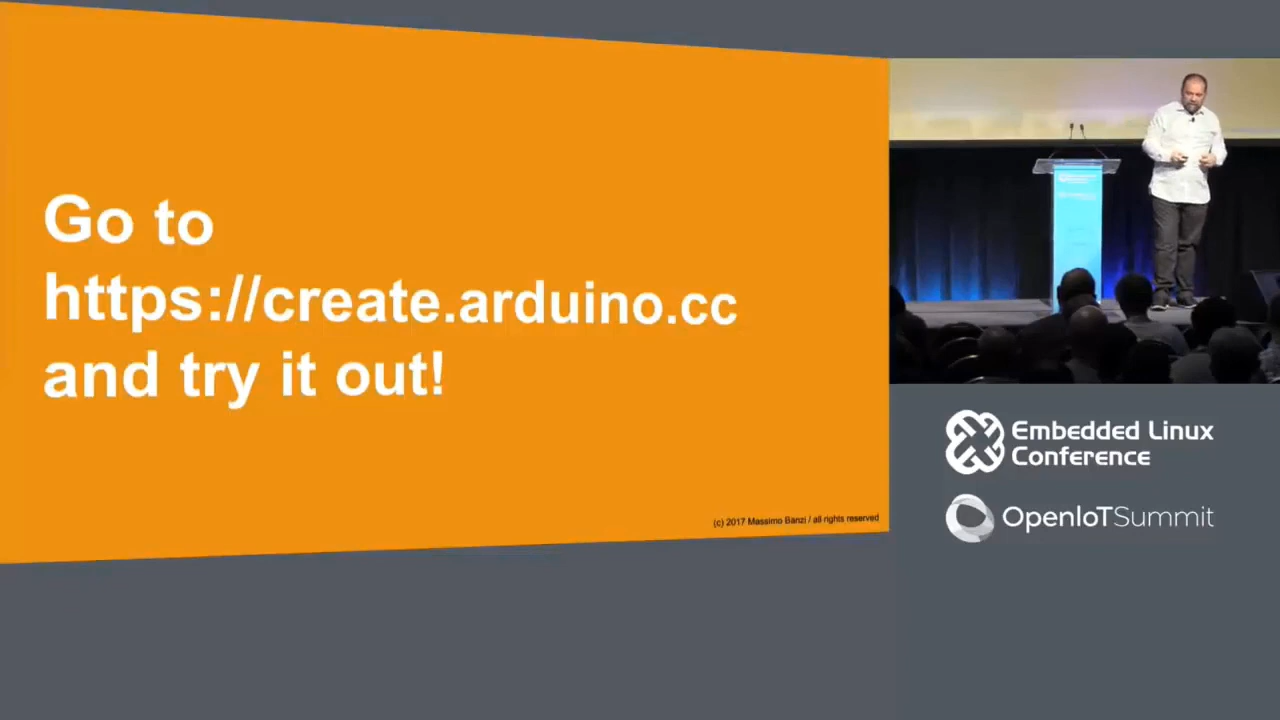 Go to
https://create.arduino.cc
and try it out!
(c) 2017 Massimo Banzi / all rights reserved
Embedded Linux
Conference
OpenIoTSummit